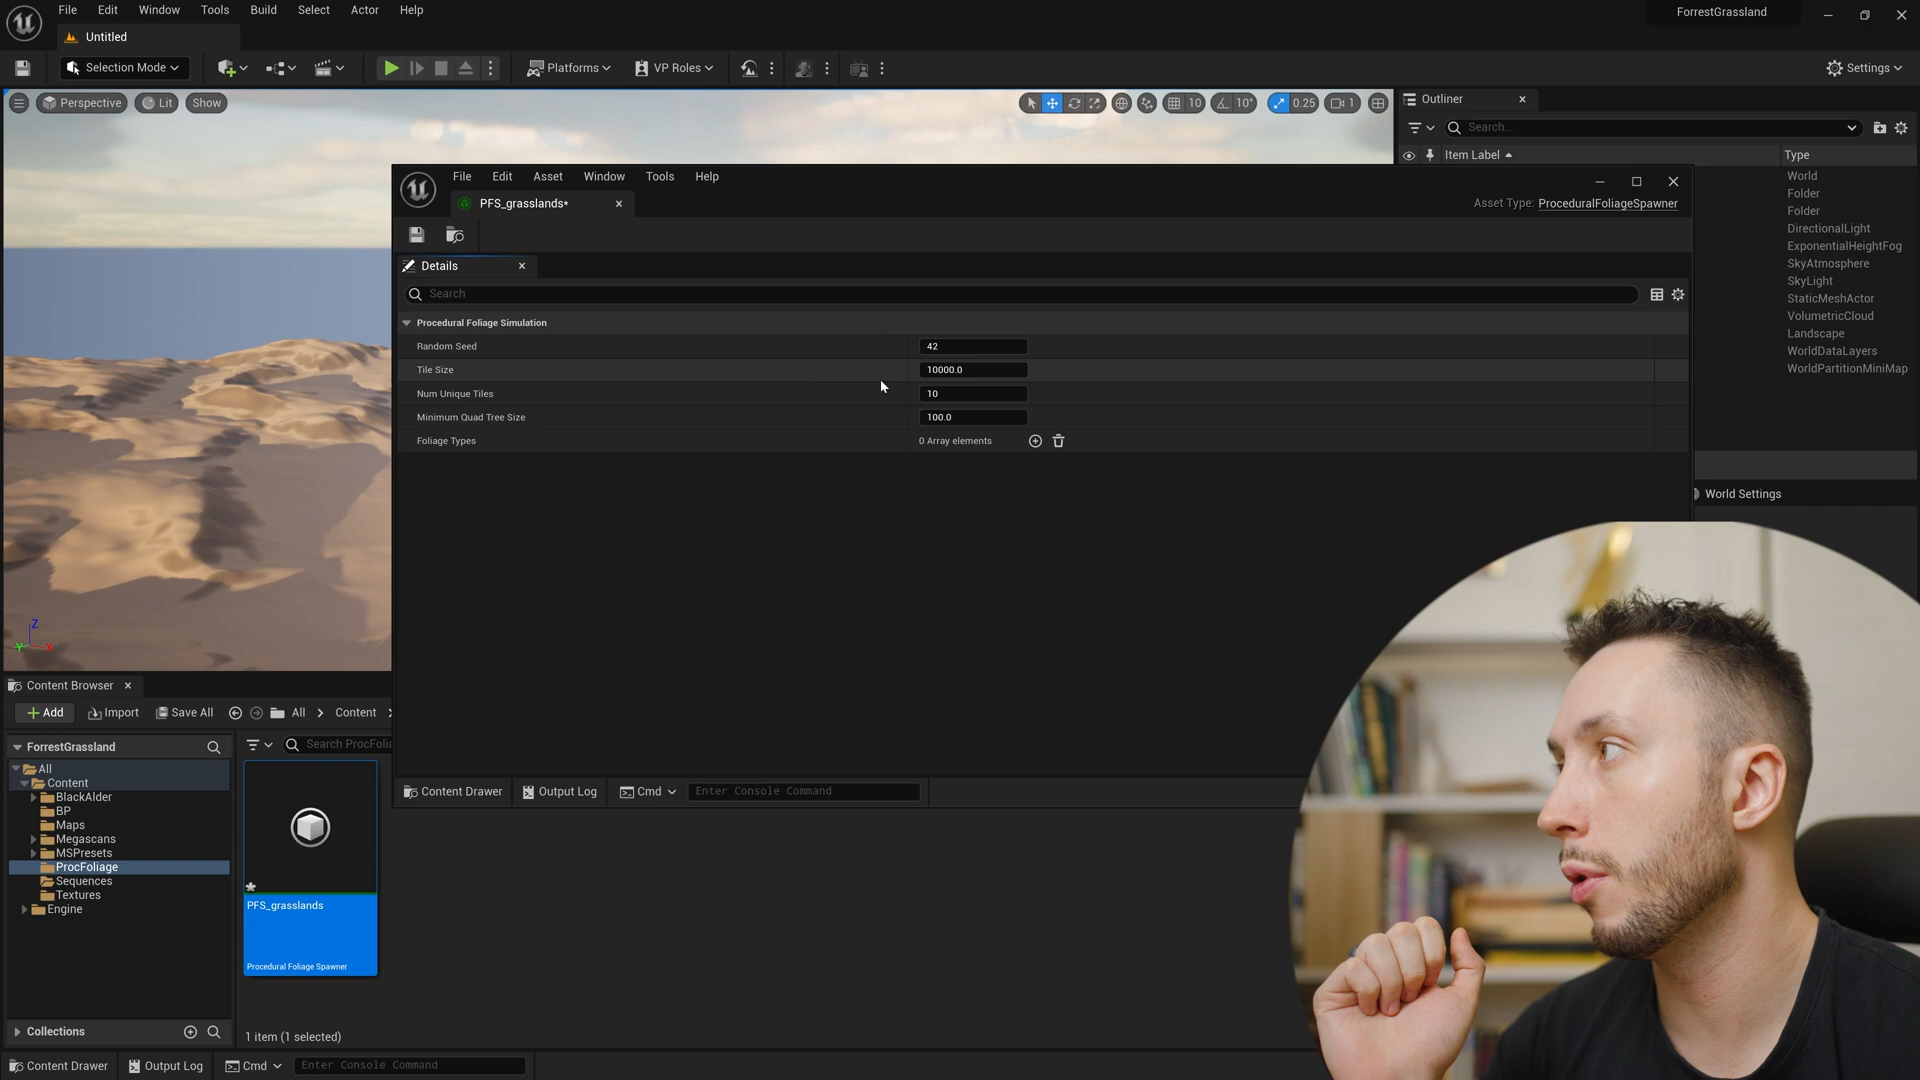 File Edit Window Tools Build Select Actor Help
ForrestGrassland
Untitled
Selection Mode
Platforms
VP Roles
Settings
Perspective
Lit
Show
10
10°
0.25
1
Outliner
Search...
Item Label
Type
World
Folder
Folder
DirectionalLight
ExponentialHeightFog
SkyAtmosphere
SkyLight
StaticMeshActor
VolumetricCloud
Landscape
WorldDataLayers
WorldPartitionMiniMap
World Settings
File Edit Asset Window Tools Help
PFS_grasslands*
Asset Type: ProceduralFoliageSpawner
Details
Search
Procedural Foliage Simulation
Random Seed 42
Tile Size 10000.0
Num Unique Tiles 10
Minimum Quad Tree Size 100.0
Foliage Types 0 Array elements
Content Drawer
Output Log
Cmd
Enter Console Command
Z
Y
X
Content Browser
Add
Import
Save All
All > Content >
ForrestGrassland
Search ProcFolia
All
Content
BlackAlder
BP
Maps
Megascans
MSPresets
ProcFoliage
Sequences
Textures
Engine
PFS_grasslands
Procedural Foliage Spawner
Collections
1 item (1 selected)
Content Drawer
Output Log
Cmd
Enter Console Command